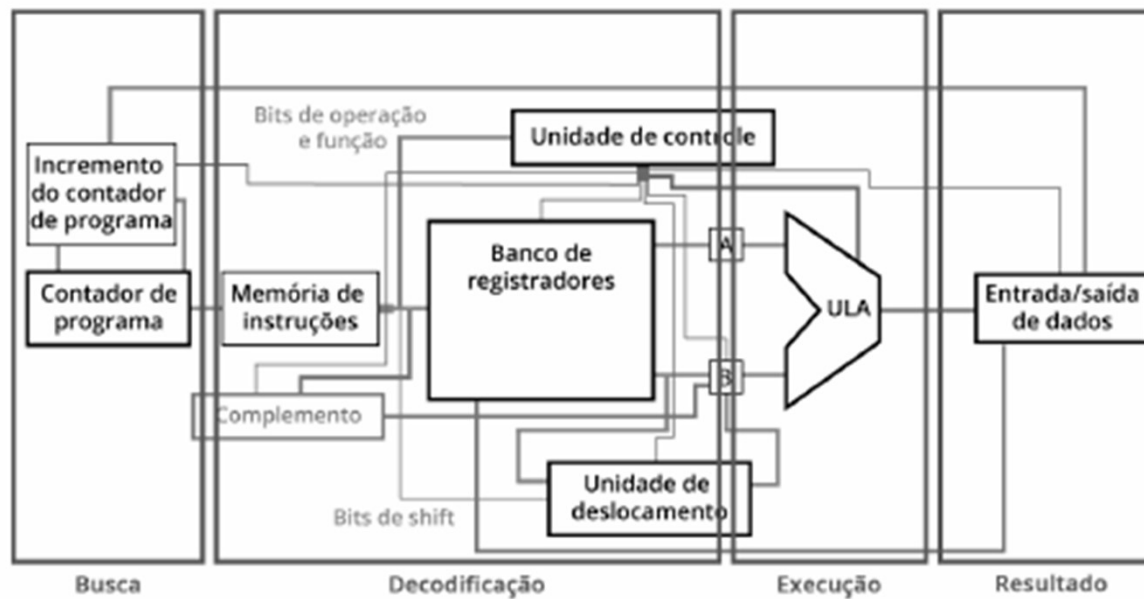 Bits de operação
e função
Unidade de controle
Incremento
do contador
de programa
Banco de
registradores
A
Contador de
programa
Memória de
instruções
ULA
Entrada/saída
de dados
B
Complemento
Unidade de
deslocamento
Bits de shift
Busca
Decodificação
Execução
Resultado